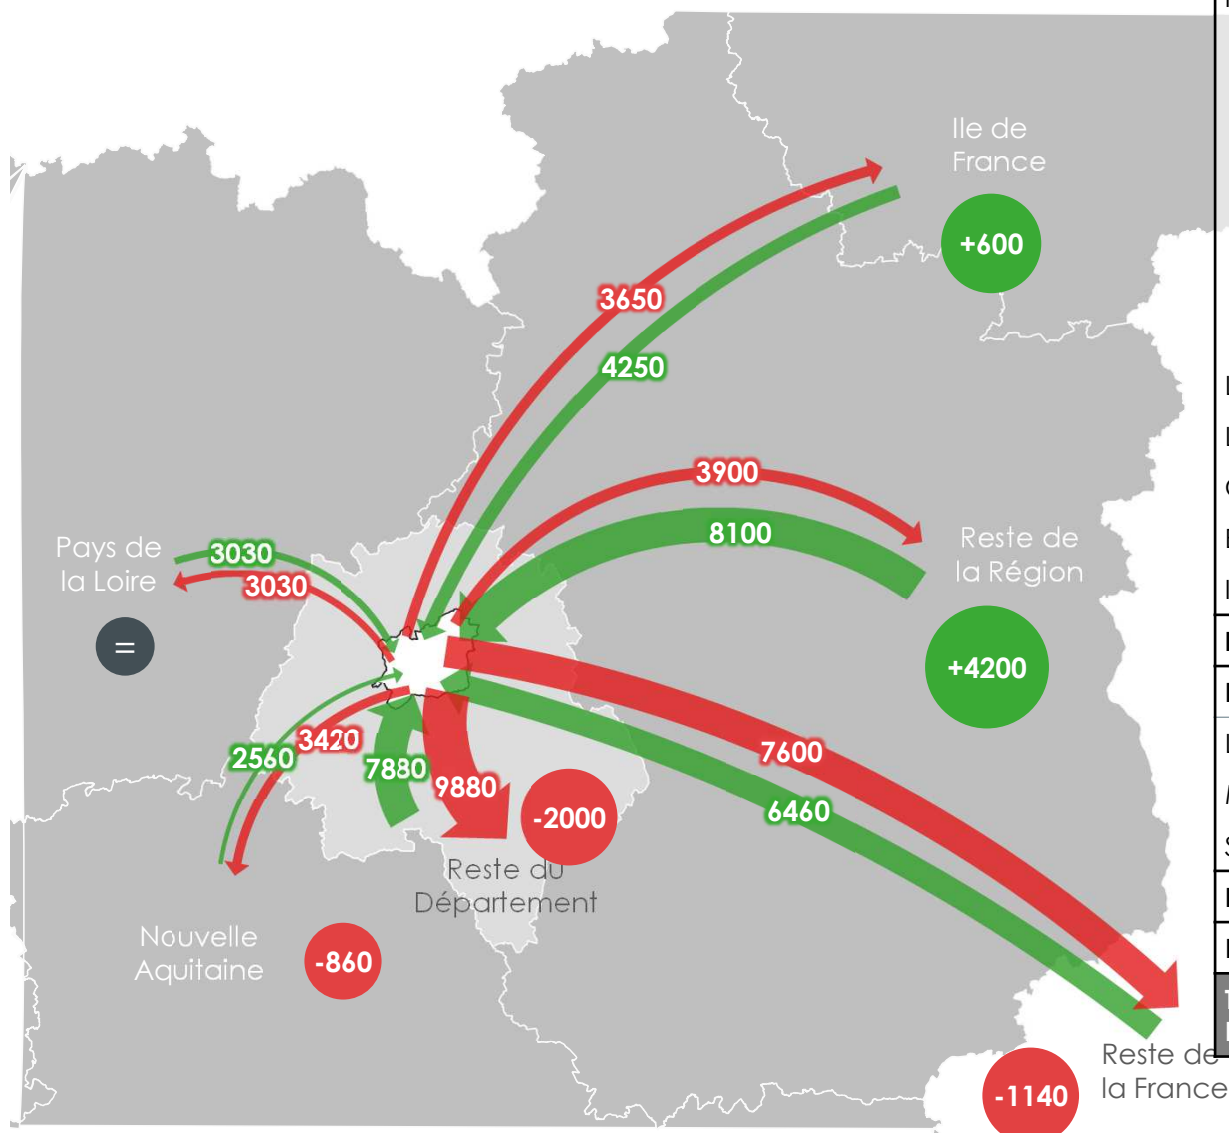 Ile de
France
+600
3650
4250
3900
8100
Reste de
la Région
+4200
Pays de
la Loire
=
3030
3030
2560
3420
7880
9880
-2000
Reste du
Département
7600
6460
Nouvelle
Aquitaine
-860
-1140
Reste de
la France